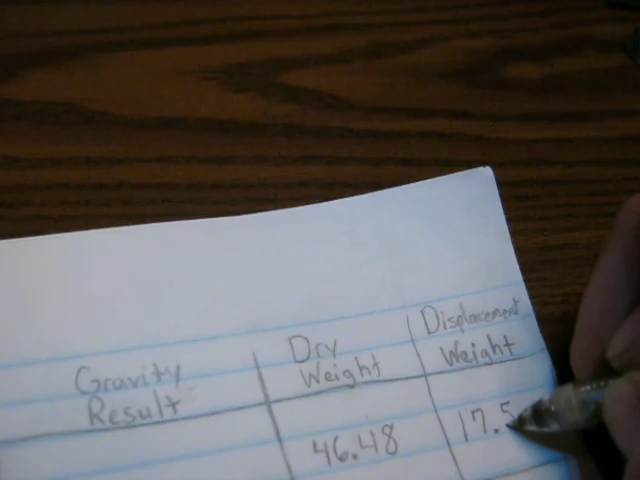 Gravity
Result
Dry
Weight
Displacement
Weight
46.48
17.5